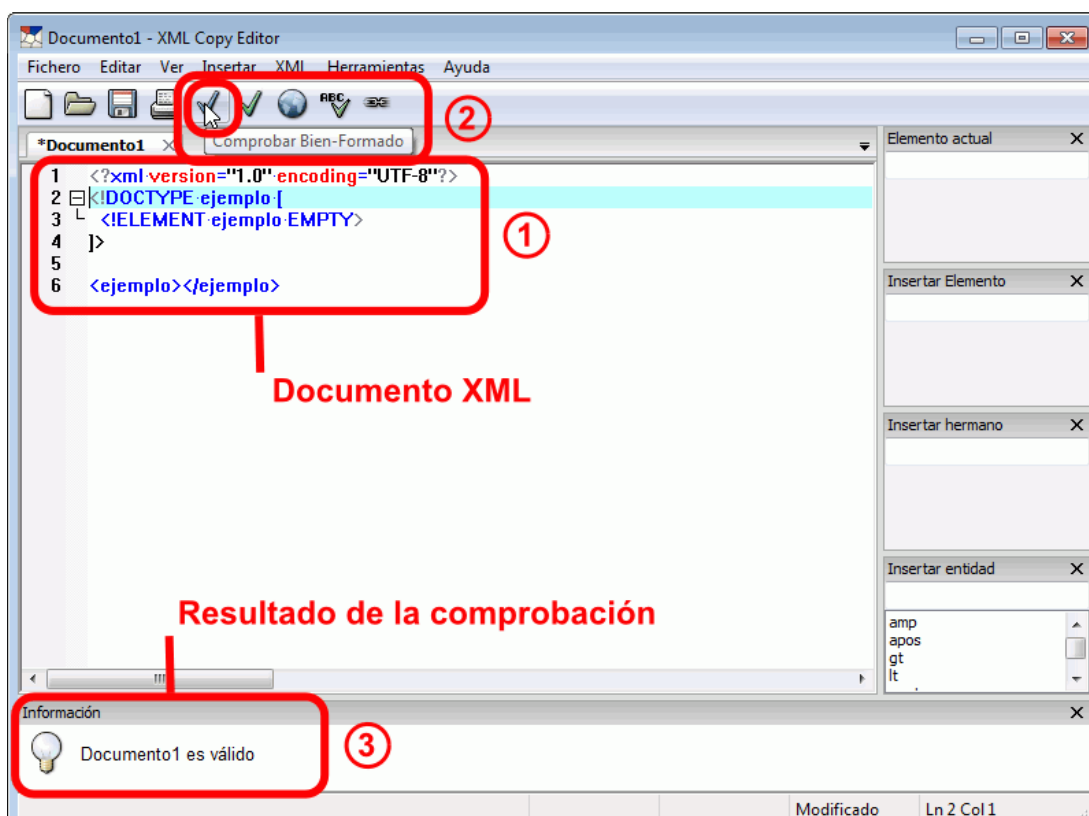 Documento1 - XML Copy Editor
Fichero Editar Ver Insertar XML Herramientas Ayuda
ABC
2
*Documento1
Comprobar Bien-Formado
Elemento actual
1 <?xml version="1.0" encoding="UTF-8"?>
2 <!DOCTYPE ejemplo [
3 <!ELEMENT ejemplo EMPTY>
4 ]>
5
6 <ejemplo></ejemplo>
1
Insertar Elemento
Documento XML
Insertar hermano
Insertar entidad
amp
apos
gt
lt
Resultado de la comprobación
Información
Documento1 es válido
3
Modificado Ln 2 Col 1